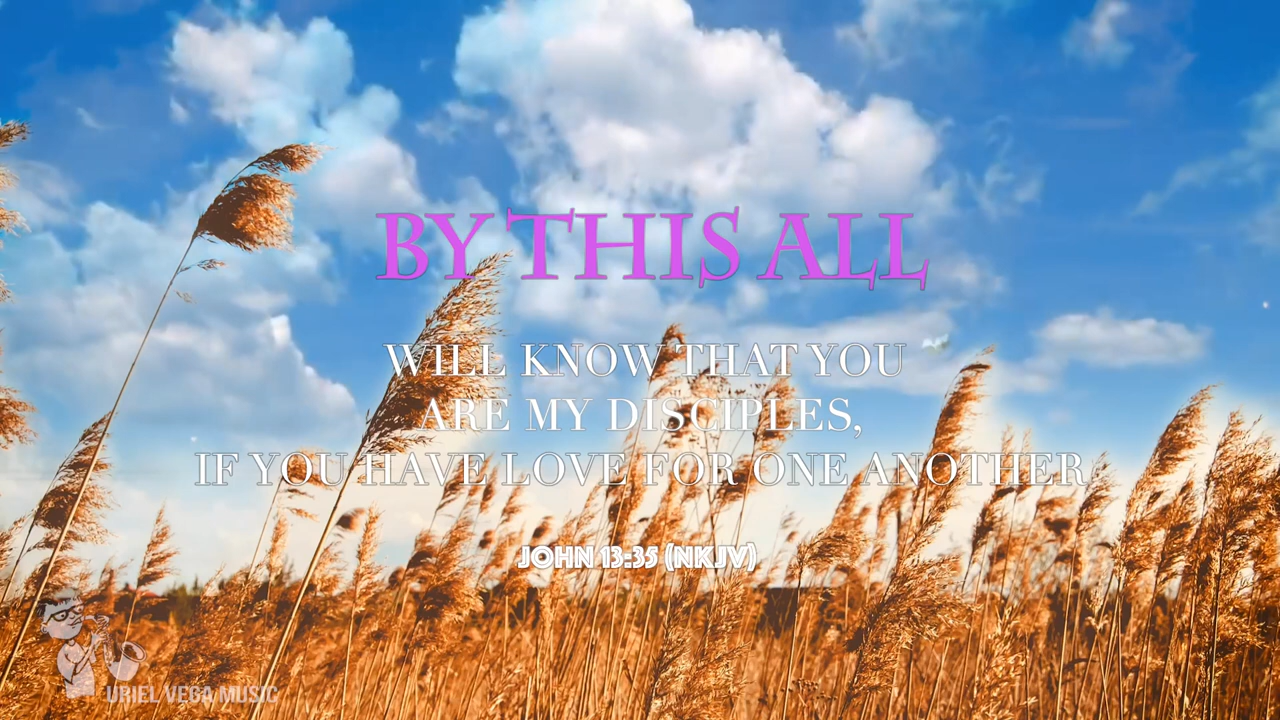 BY THIS ALL
WILL KNOW THAT YOU
ARE MY DISCIPLES,
IF YOU HAVE LOVE FOR ONE ANOTHER
JOHN 13:35 (NKJV)
URIEL VEGA MUSIC